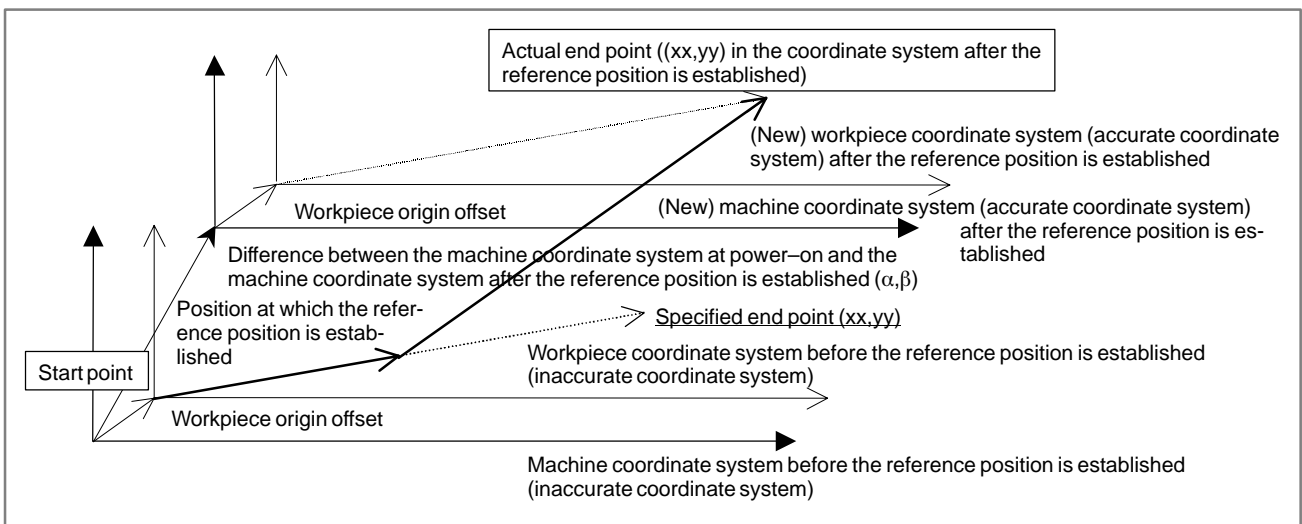 Actual end point ((xx,yy) in the coordinate system after the
reference position is established)
(New) workpiece coordinate system (accurate coordinate
system) after the reference position is established
Workpiece origin offset
(New) machine coordinate system (accurate coordinate system)
after the reference position is es-
tablished
Difference between the machine coordinate system at power–on and the
machine coordinate system after the reference position is established (α,β)
Position at which the refer-
ence position is estab-
lished
Specified end point (xx,yy)
Start point
Workpiece coordinate system before the reference position is established
(inaccurate coordinate system)
Workpiece origin offset
Machine coordinate system before the reference position is established
(inaccurate coordinate system)